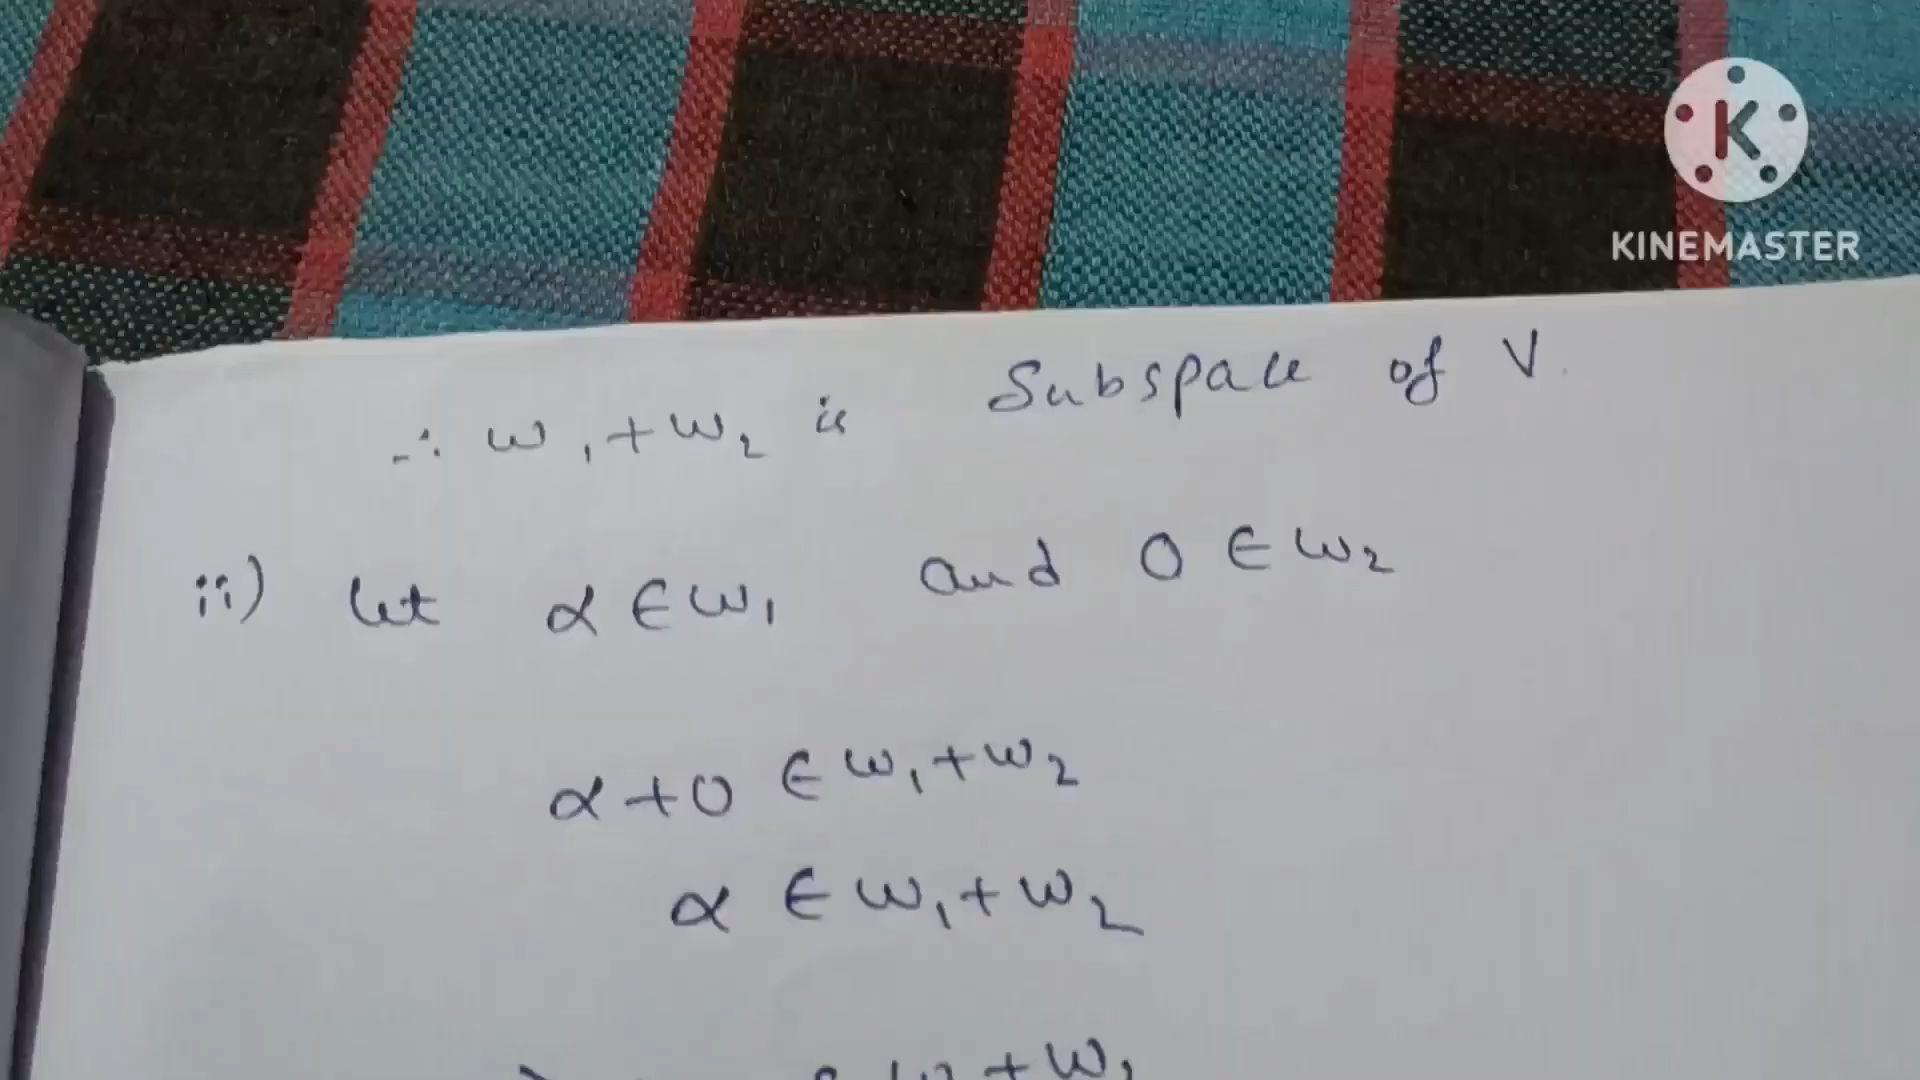 K
KINEMASTER
∴ W₁+W₂ is Subspace of V.
ii) let α ∈ W₁ and 0 ∈ W₂
α+0 ∈ W₁+W₂
α ∈ W₁+W₂